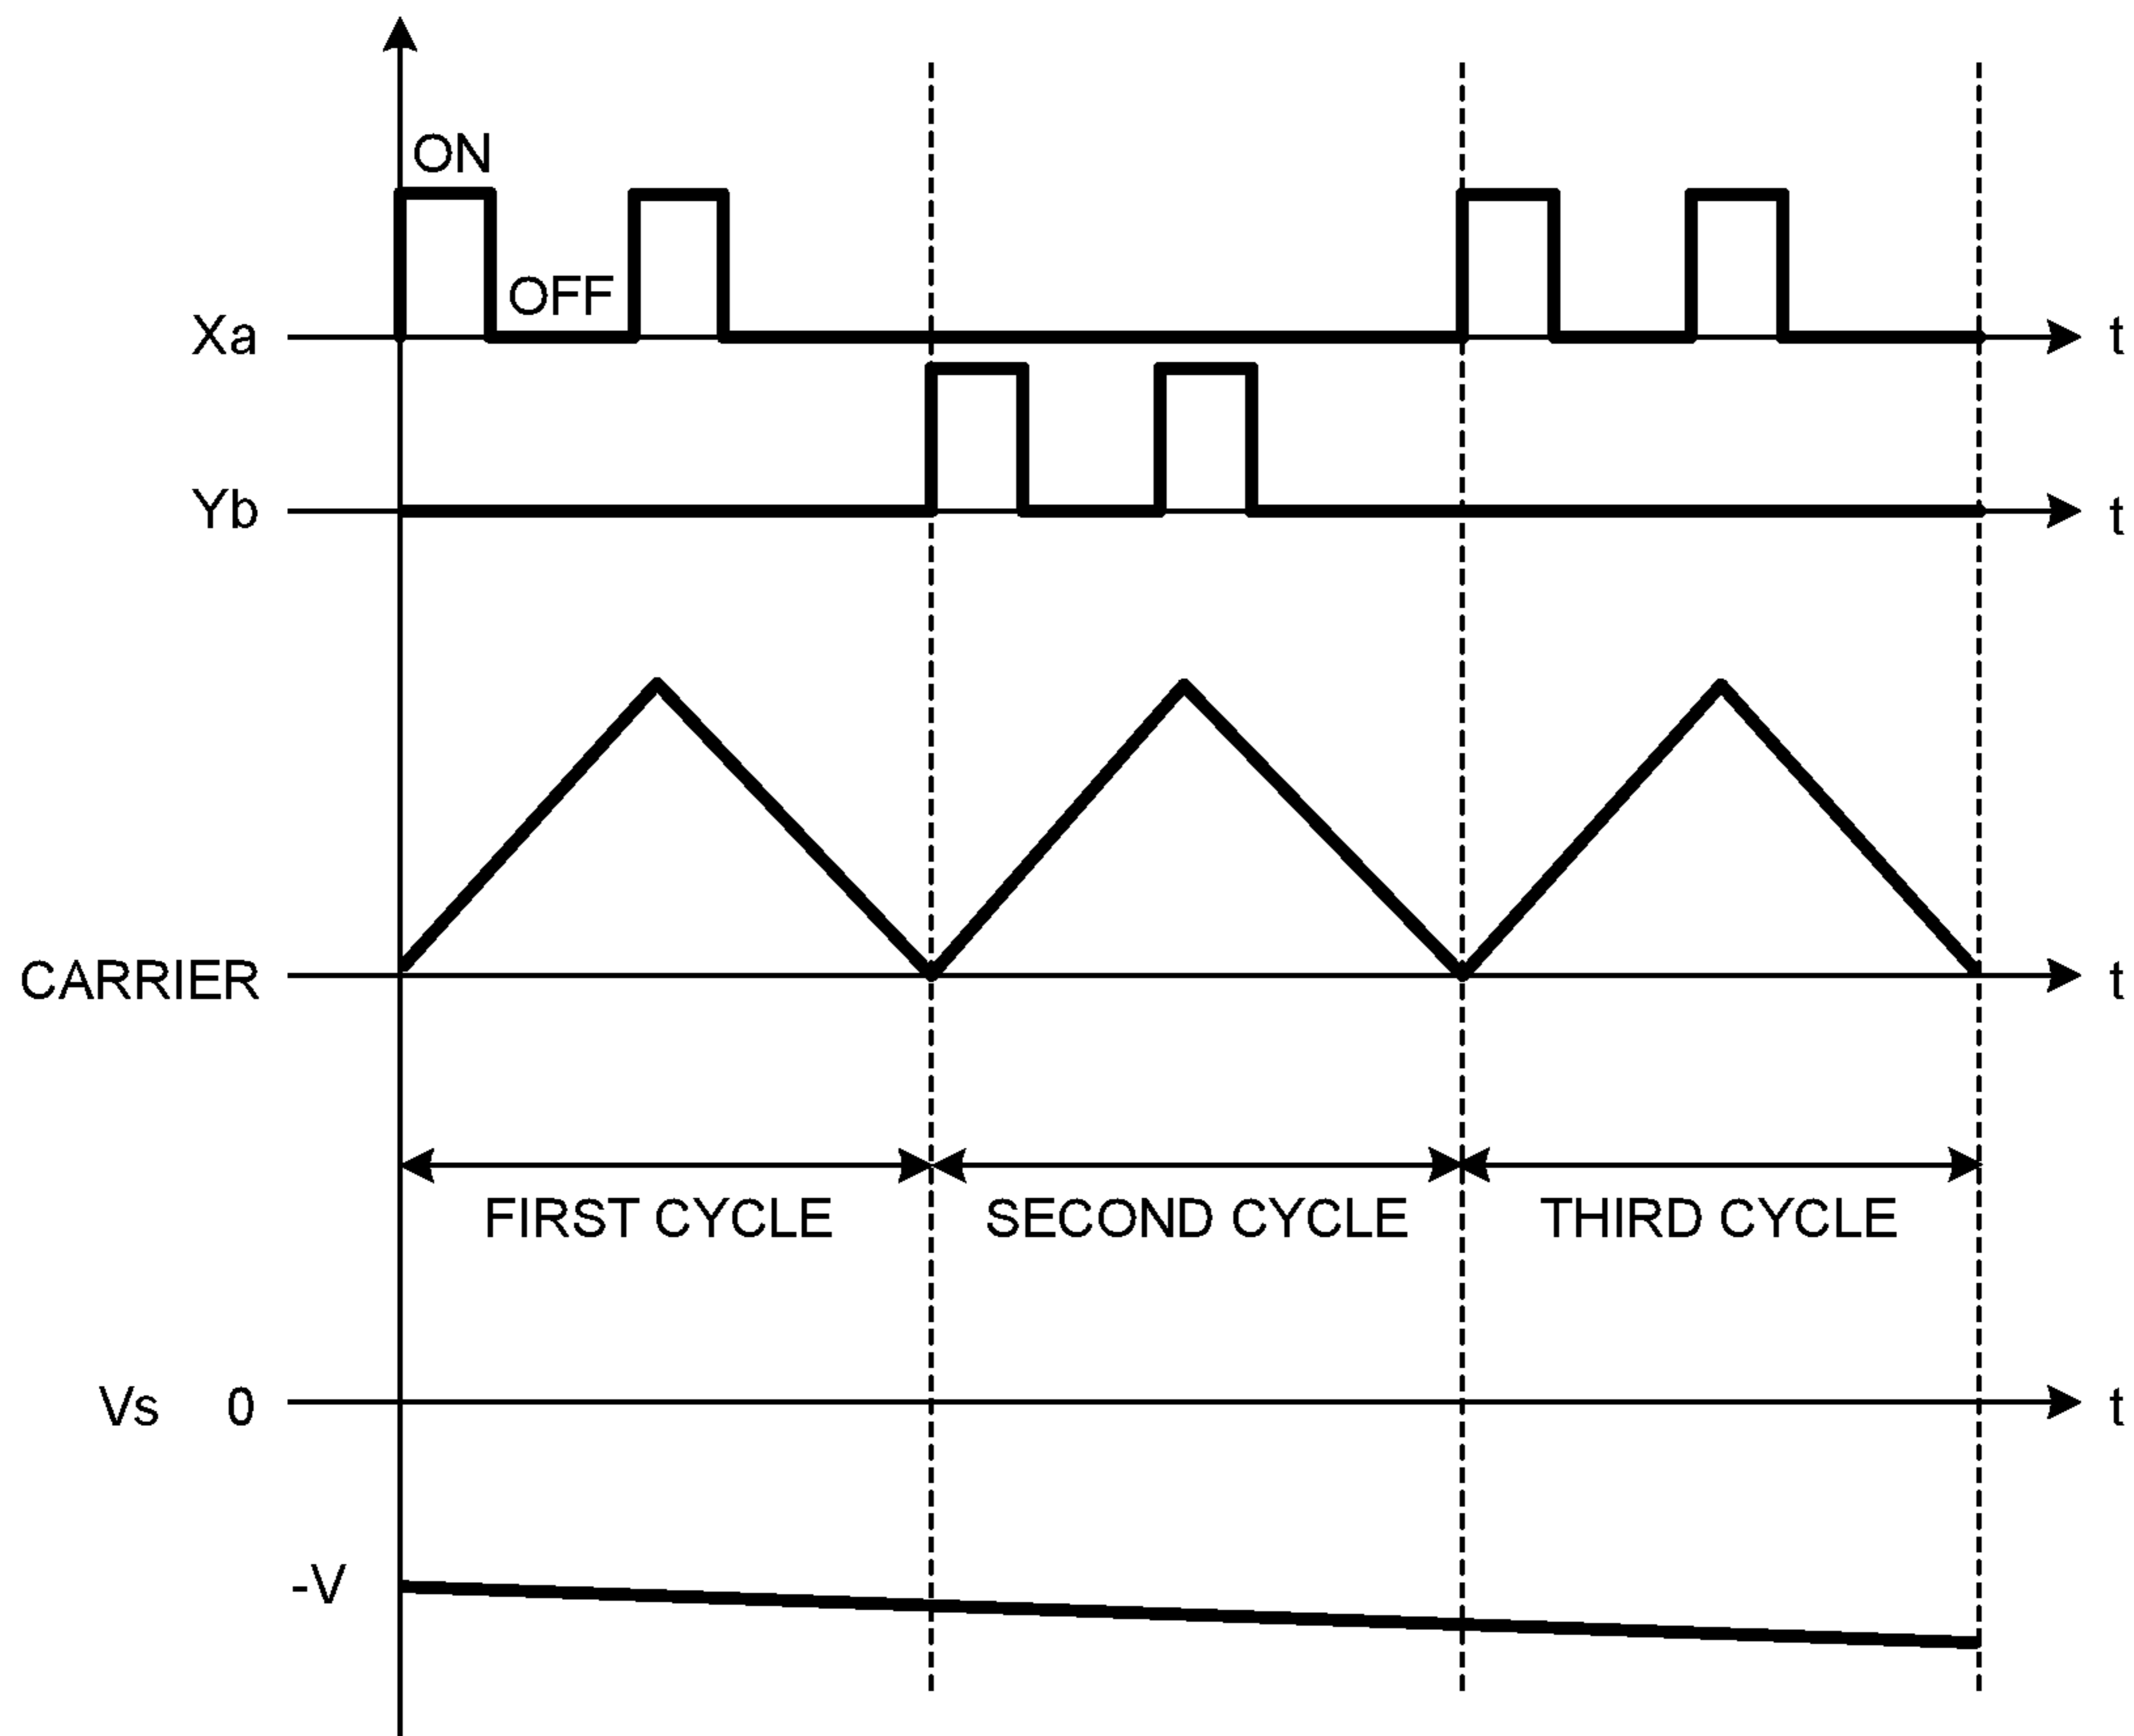 ON
OFF
Xa t
Yb t
CARRIER t
FIRST CYCLE SECOND CYCLE THIRD CYCLE
Vs 0 t
-V